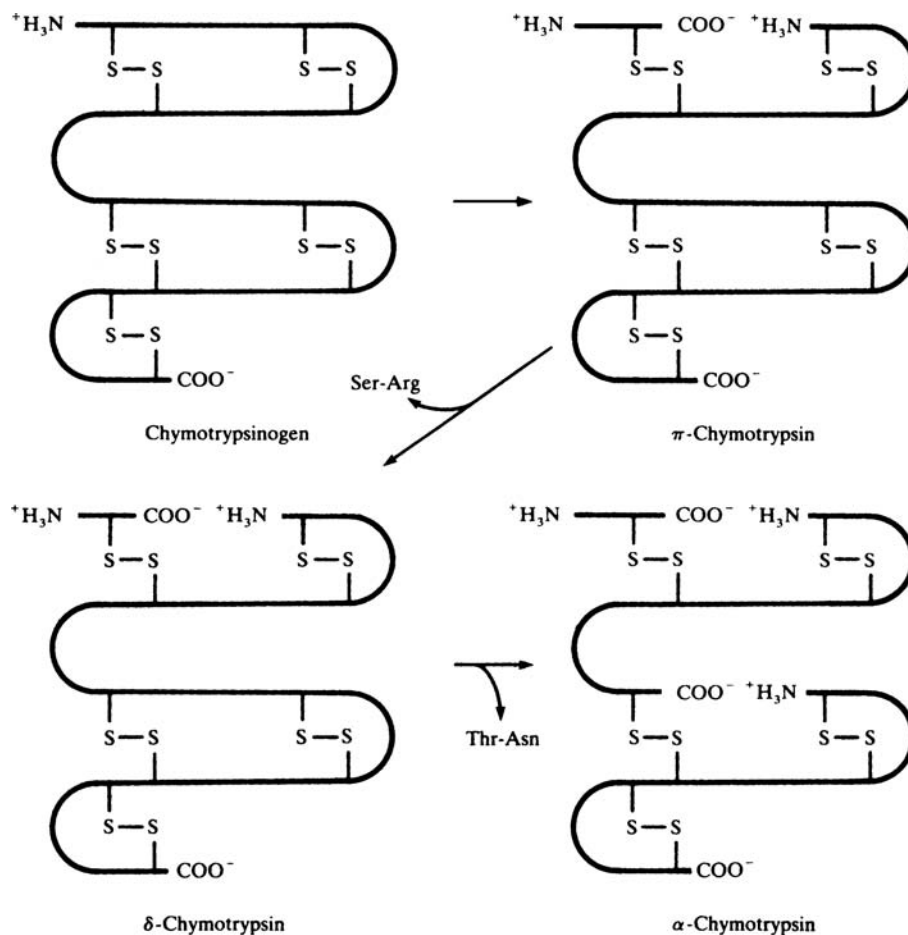 ⁺H₃N ⁺H₃N COO⁻ ⁺H₃N
S—S S—S S—S S—S
S—S S—S S—S S—S
S—S S—S
COO⁻ COO⁻
Ser-Arg
Chymotrypsinogen π-Chymotrypsin
⁺H₃N COO⁻ ⁺H₃N ⁺H₃N COO⁻ ⁺H₃N
S—S S—S S—S S—S
COO⁻ ⁺H₃N
S—S S—S S—S S—S
Thr-Asn
S—S S—S
COO⁻ COO⁻
δ-Chymotrypsin α-Chymotrypsin